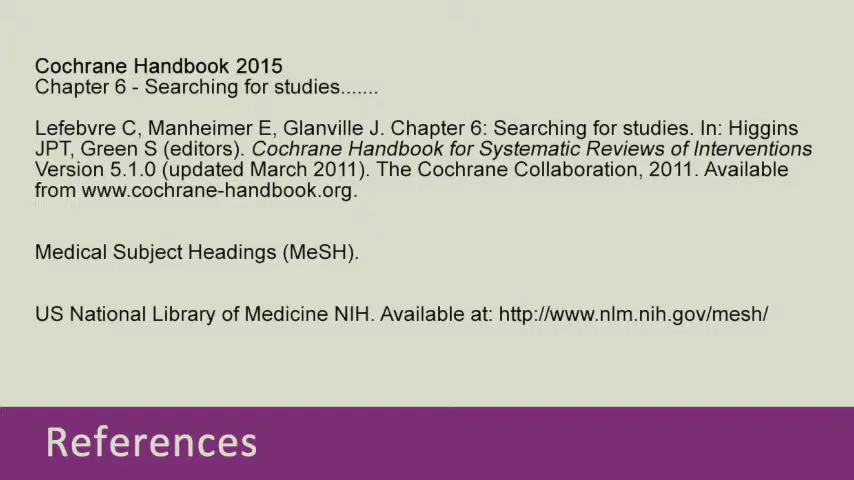 Cochrane Handbook 2015
Chapter 6 - Searching for studies.......
Lefebvre C, Manheimer E, Glanville J. Chapter 6: Searching for studies. In: Higgins
JPT, Green S (editors). Cochrane Handbook for Systematic Reviews of Interventions
Version 5.1.0 (updated March 2011). The Cochrane Collaboration, 2011. Available
from www.cochrane-handbook.org.
Medical Subject Headings (MeSH).
US National Library of Medicine NIH. Available at: http://www.nlm.nih.gov/mesh/
References